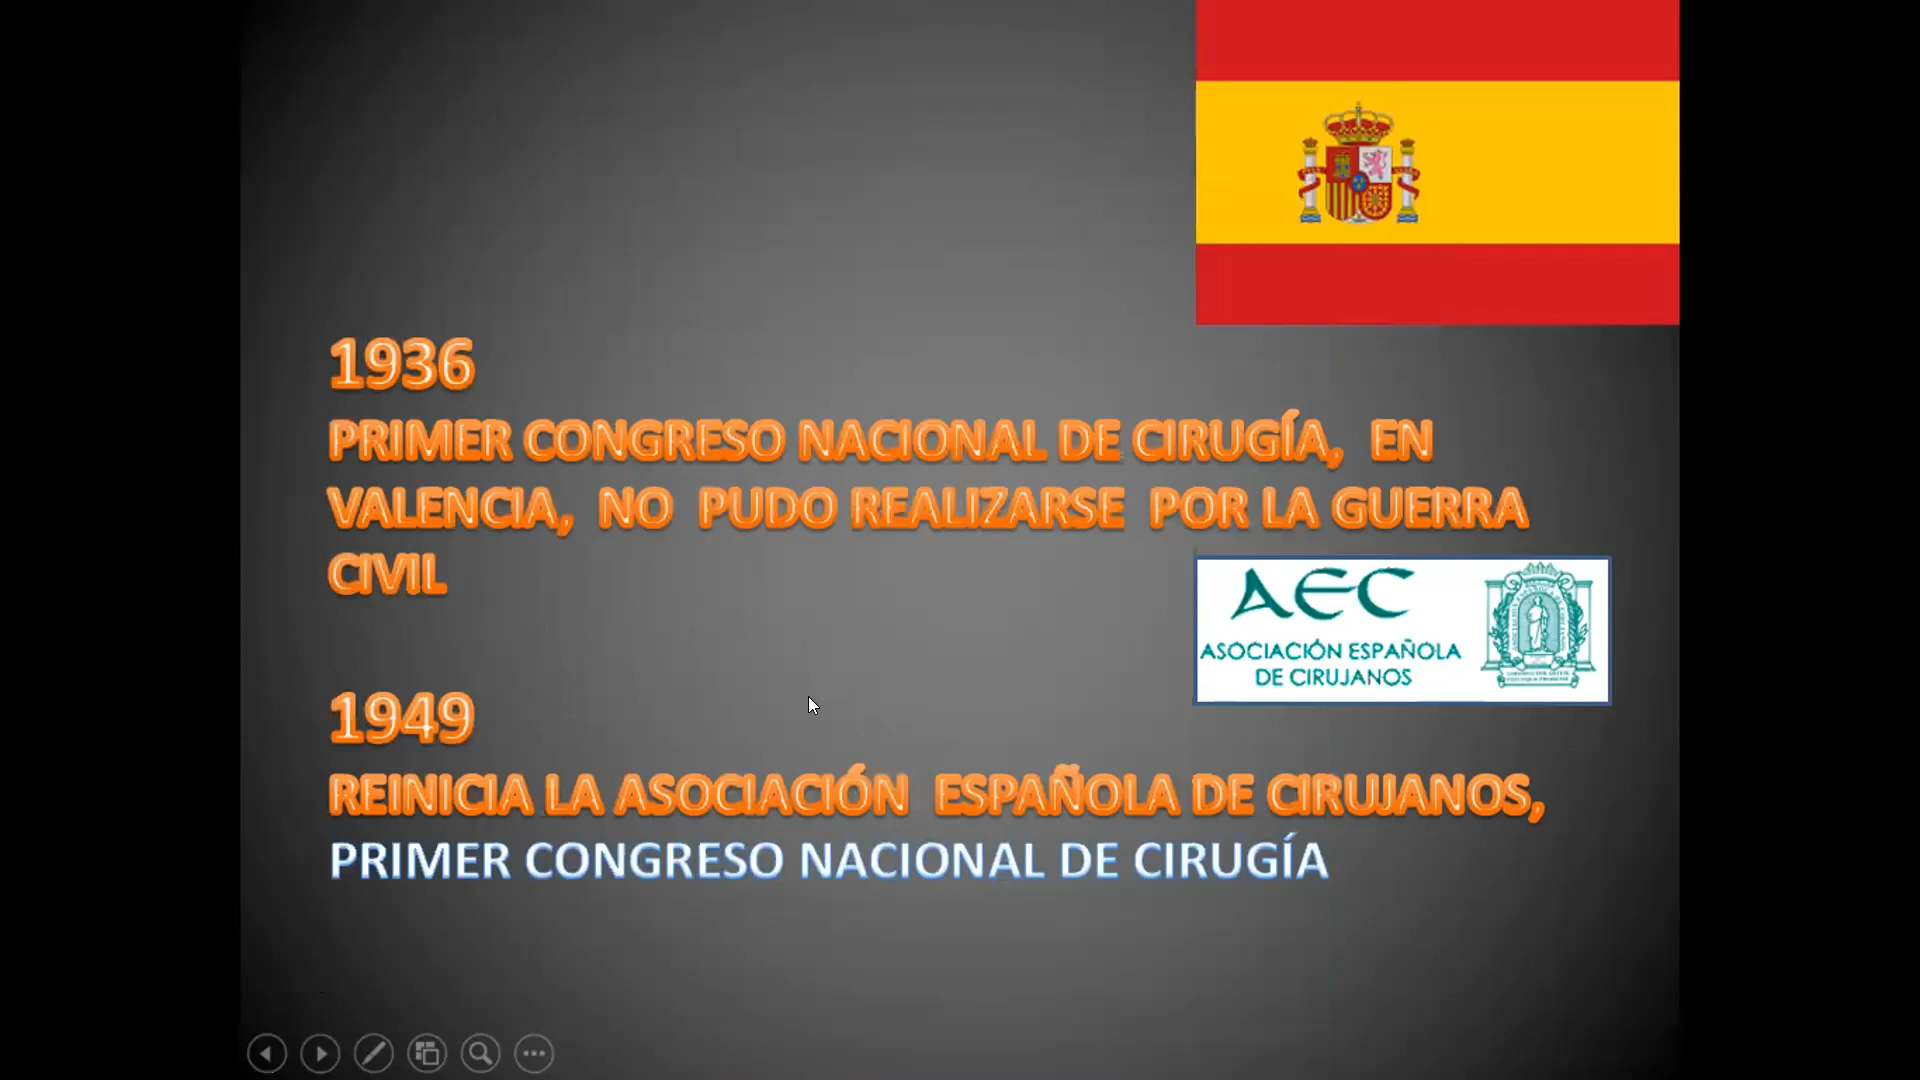 1936
PRIMER CONGRESO NACIONAL DE CIRUGÍA, EN
VALENCIA, NO PUDO REALIZARSE POR LA GUERRA
CIVIL
AEC
ASOCIACIÓN ESPAÑOLA
DE CIRUJANOS
1949
REINICIA LA ASOCIACIÓN ESPAÑOLA DE CIRUJANOS,
PRIMER CONGRESO NACIONAL DE CIRUGÍA